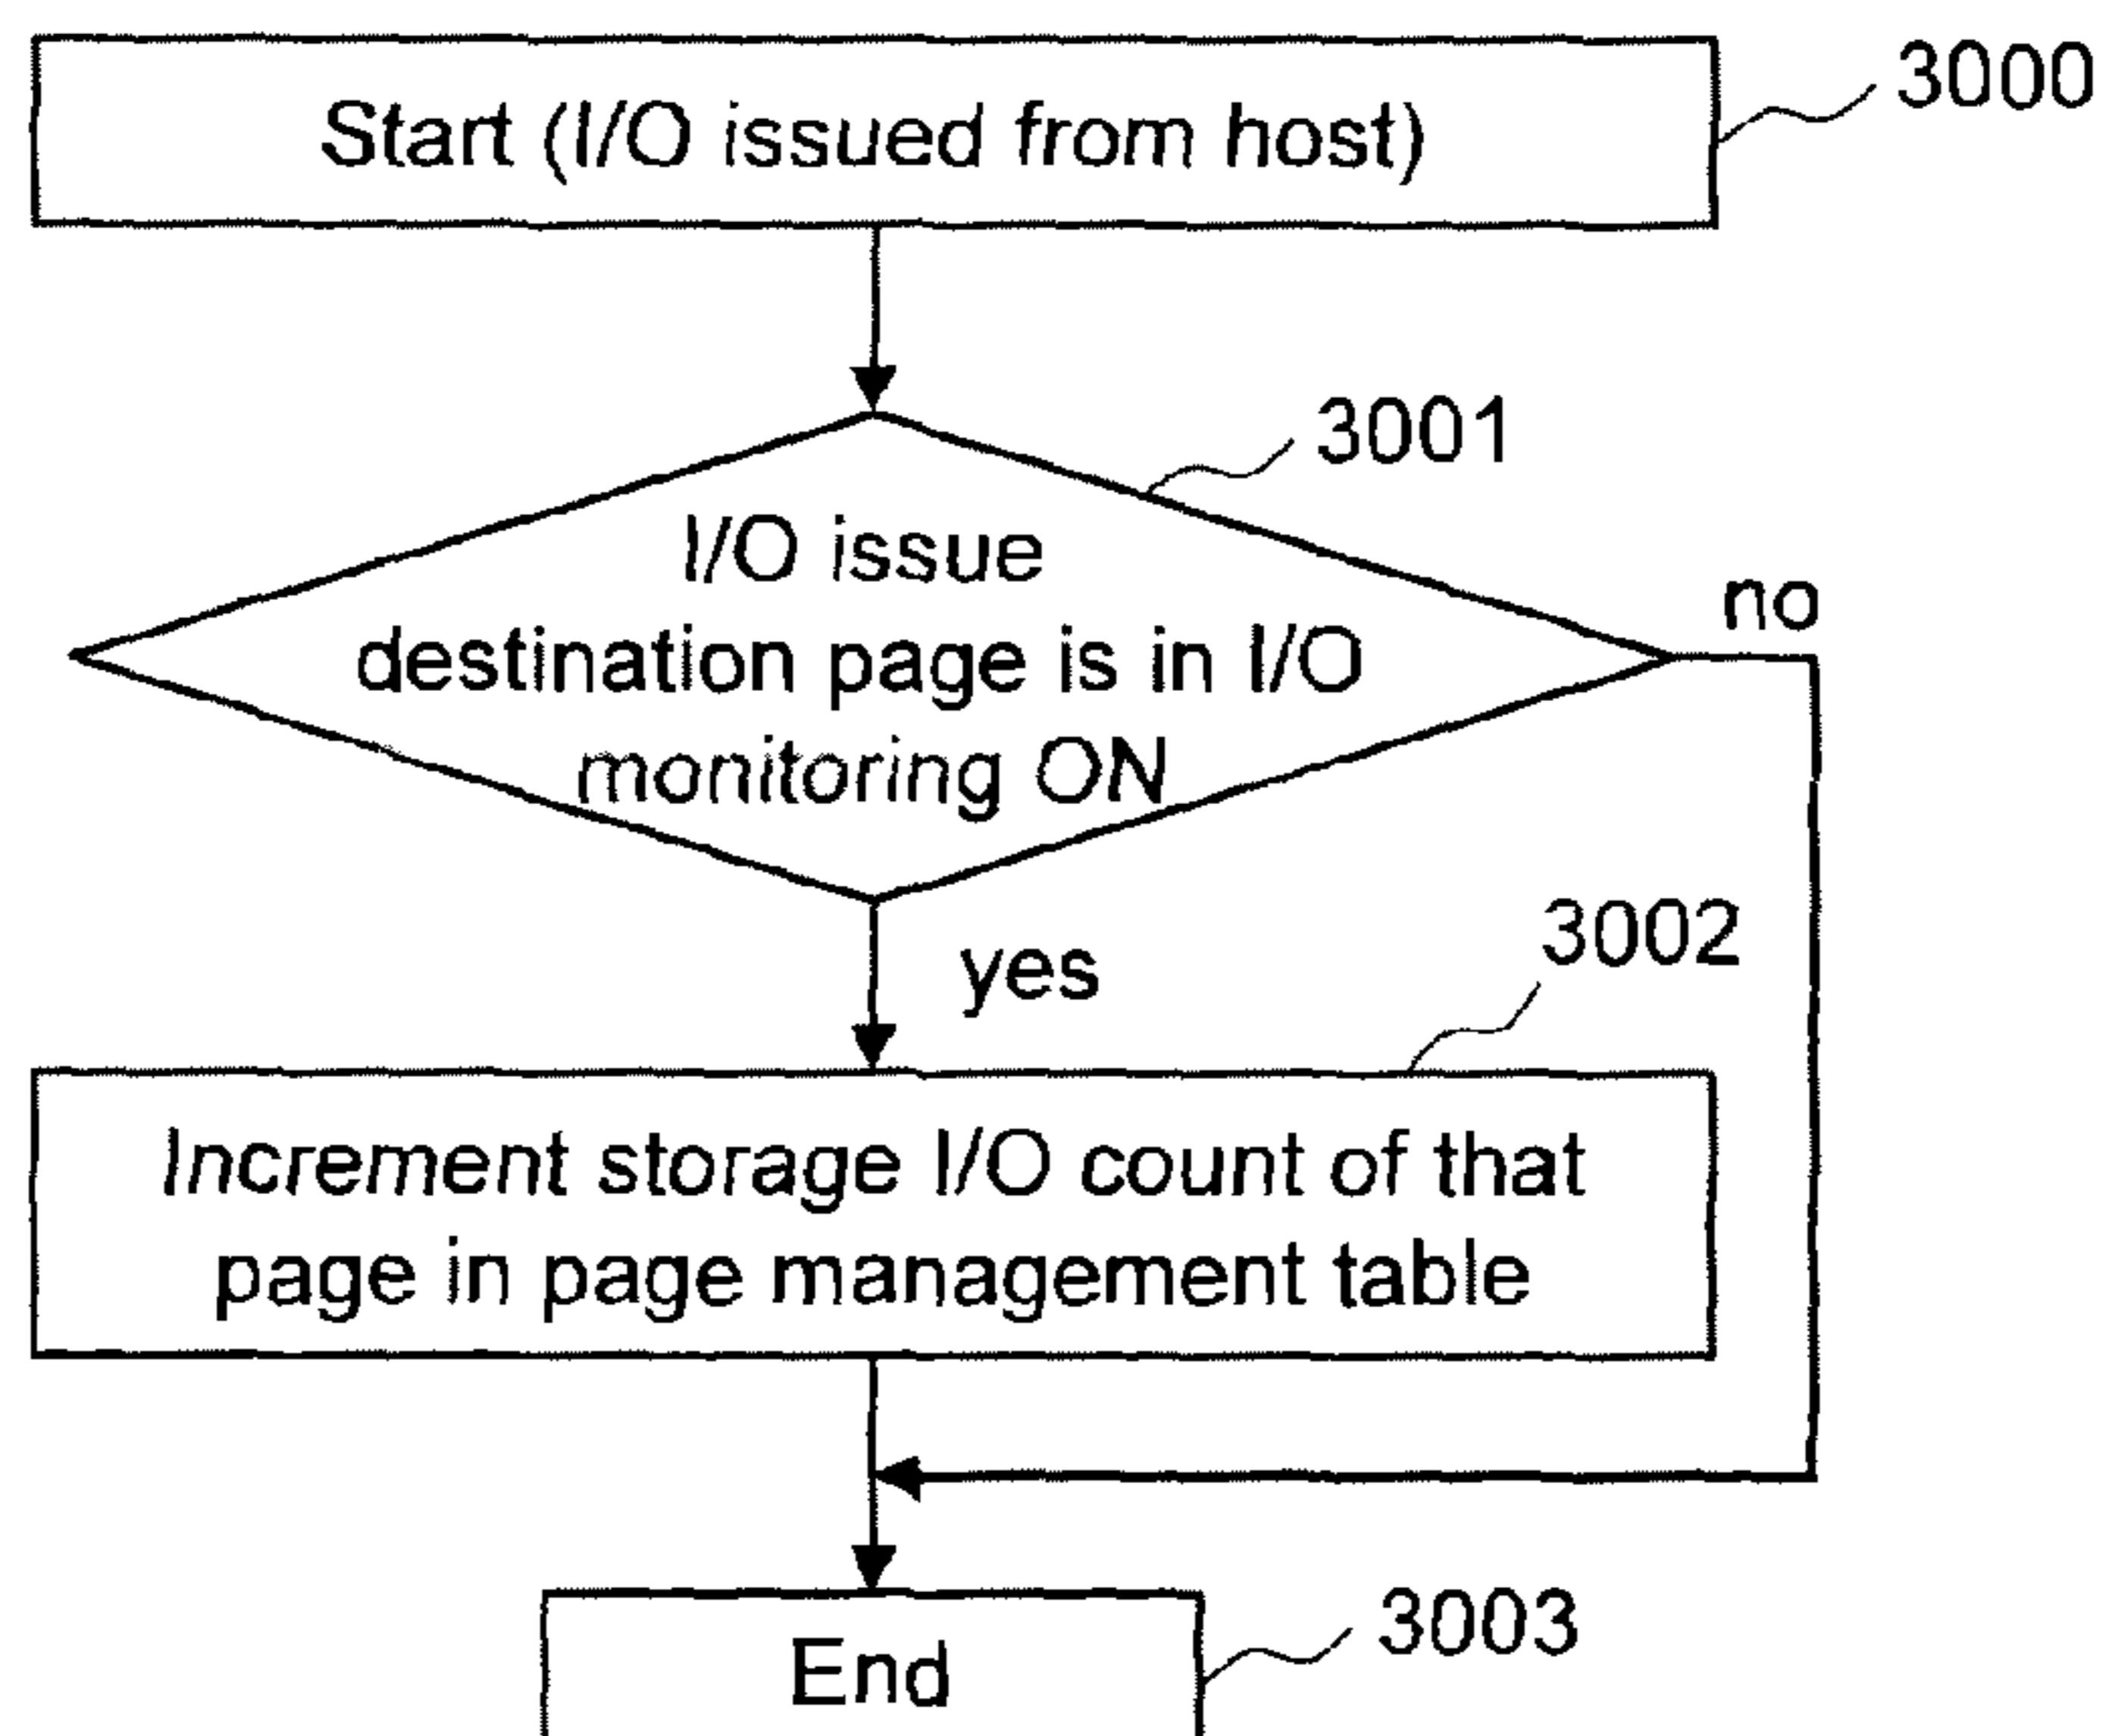 Start (I/O issued from host)
3000
3001
I/O issue
destination page is in I/O
monitoring ON
no
yes
3002
Increment storage I/O count of that
page in page management table
End
3003